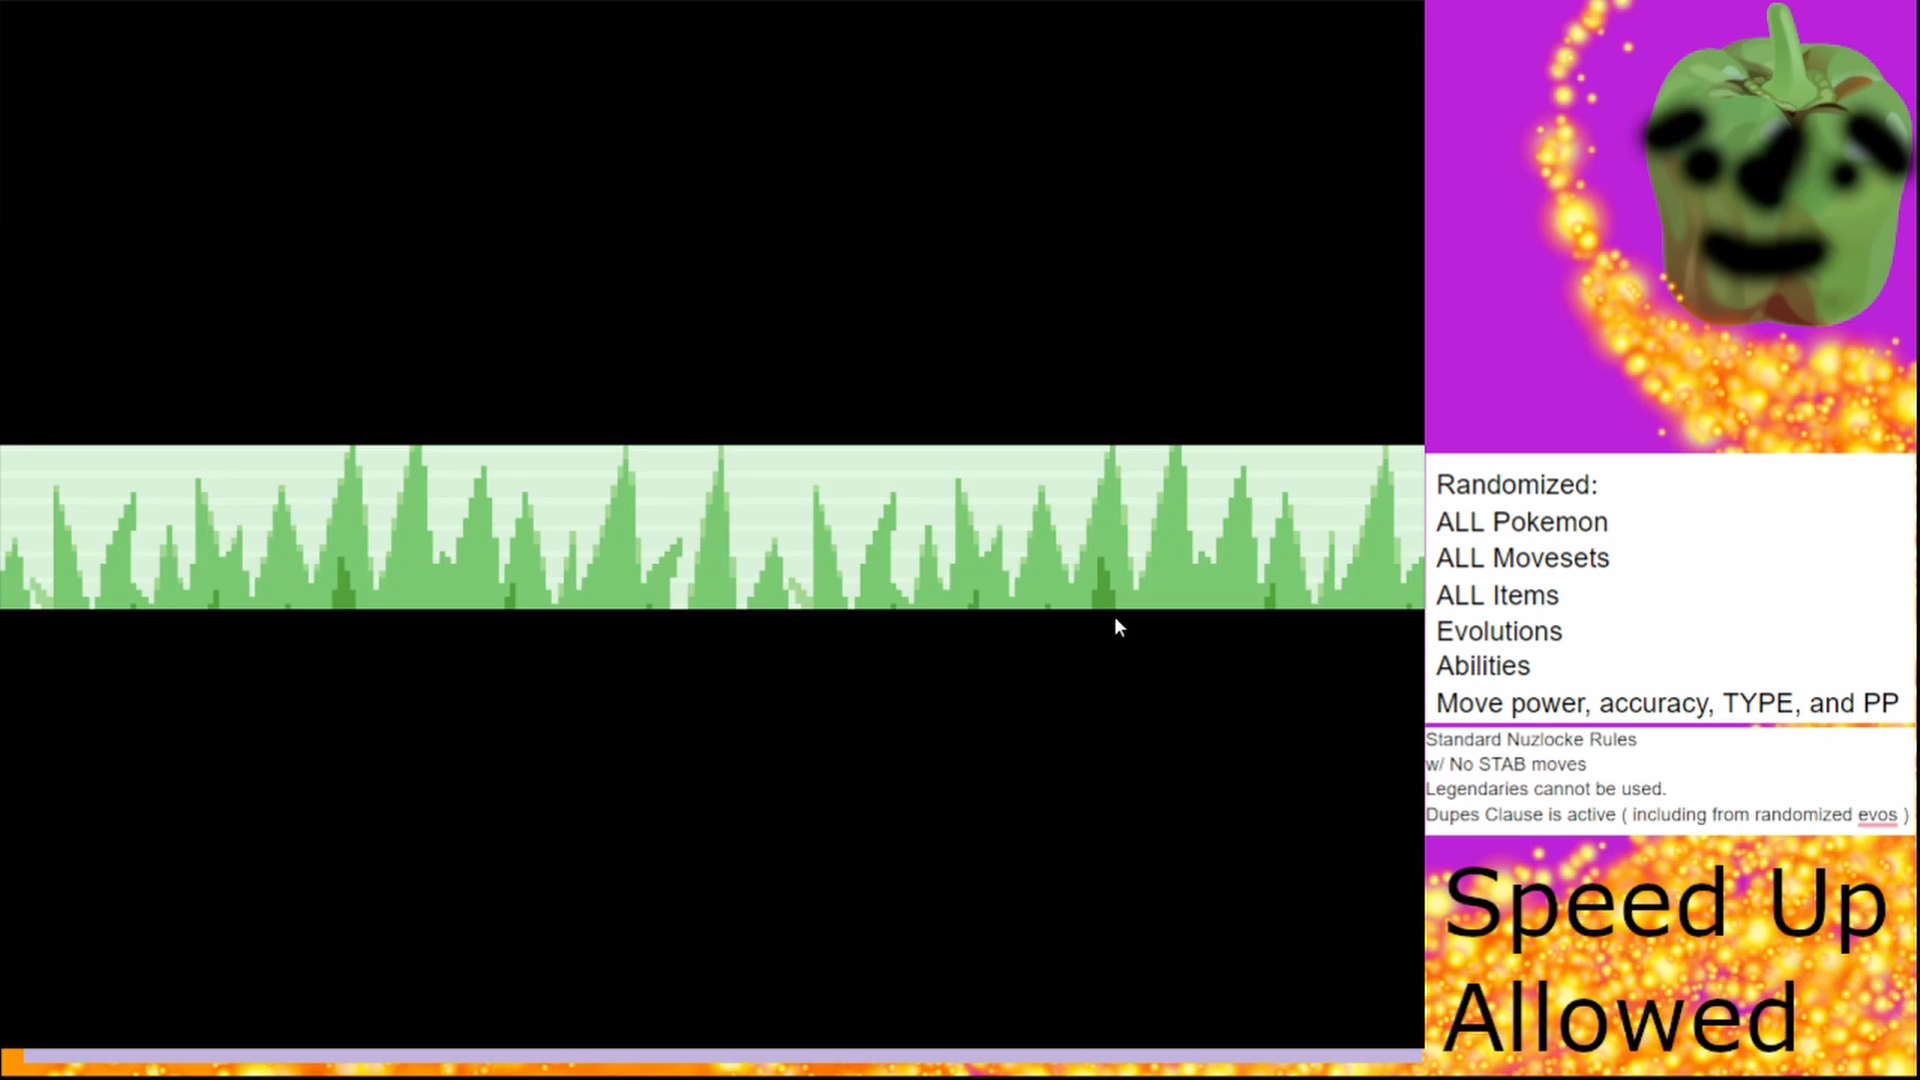 Randomized:
ALL Pokemon
ALL Movesets
ALL Items
Evolutions
Abilities
Move power, accuracy, TYPE, and PP
Standard Nuzlocke Rules
w/ No STAB moves
Legendaries cannot be used.
Dupes Clause is active ( including from randomized evos )
Speed Up
Allowed